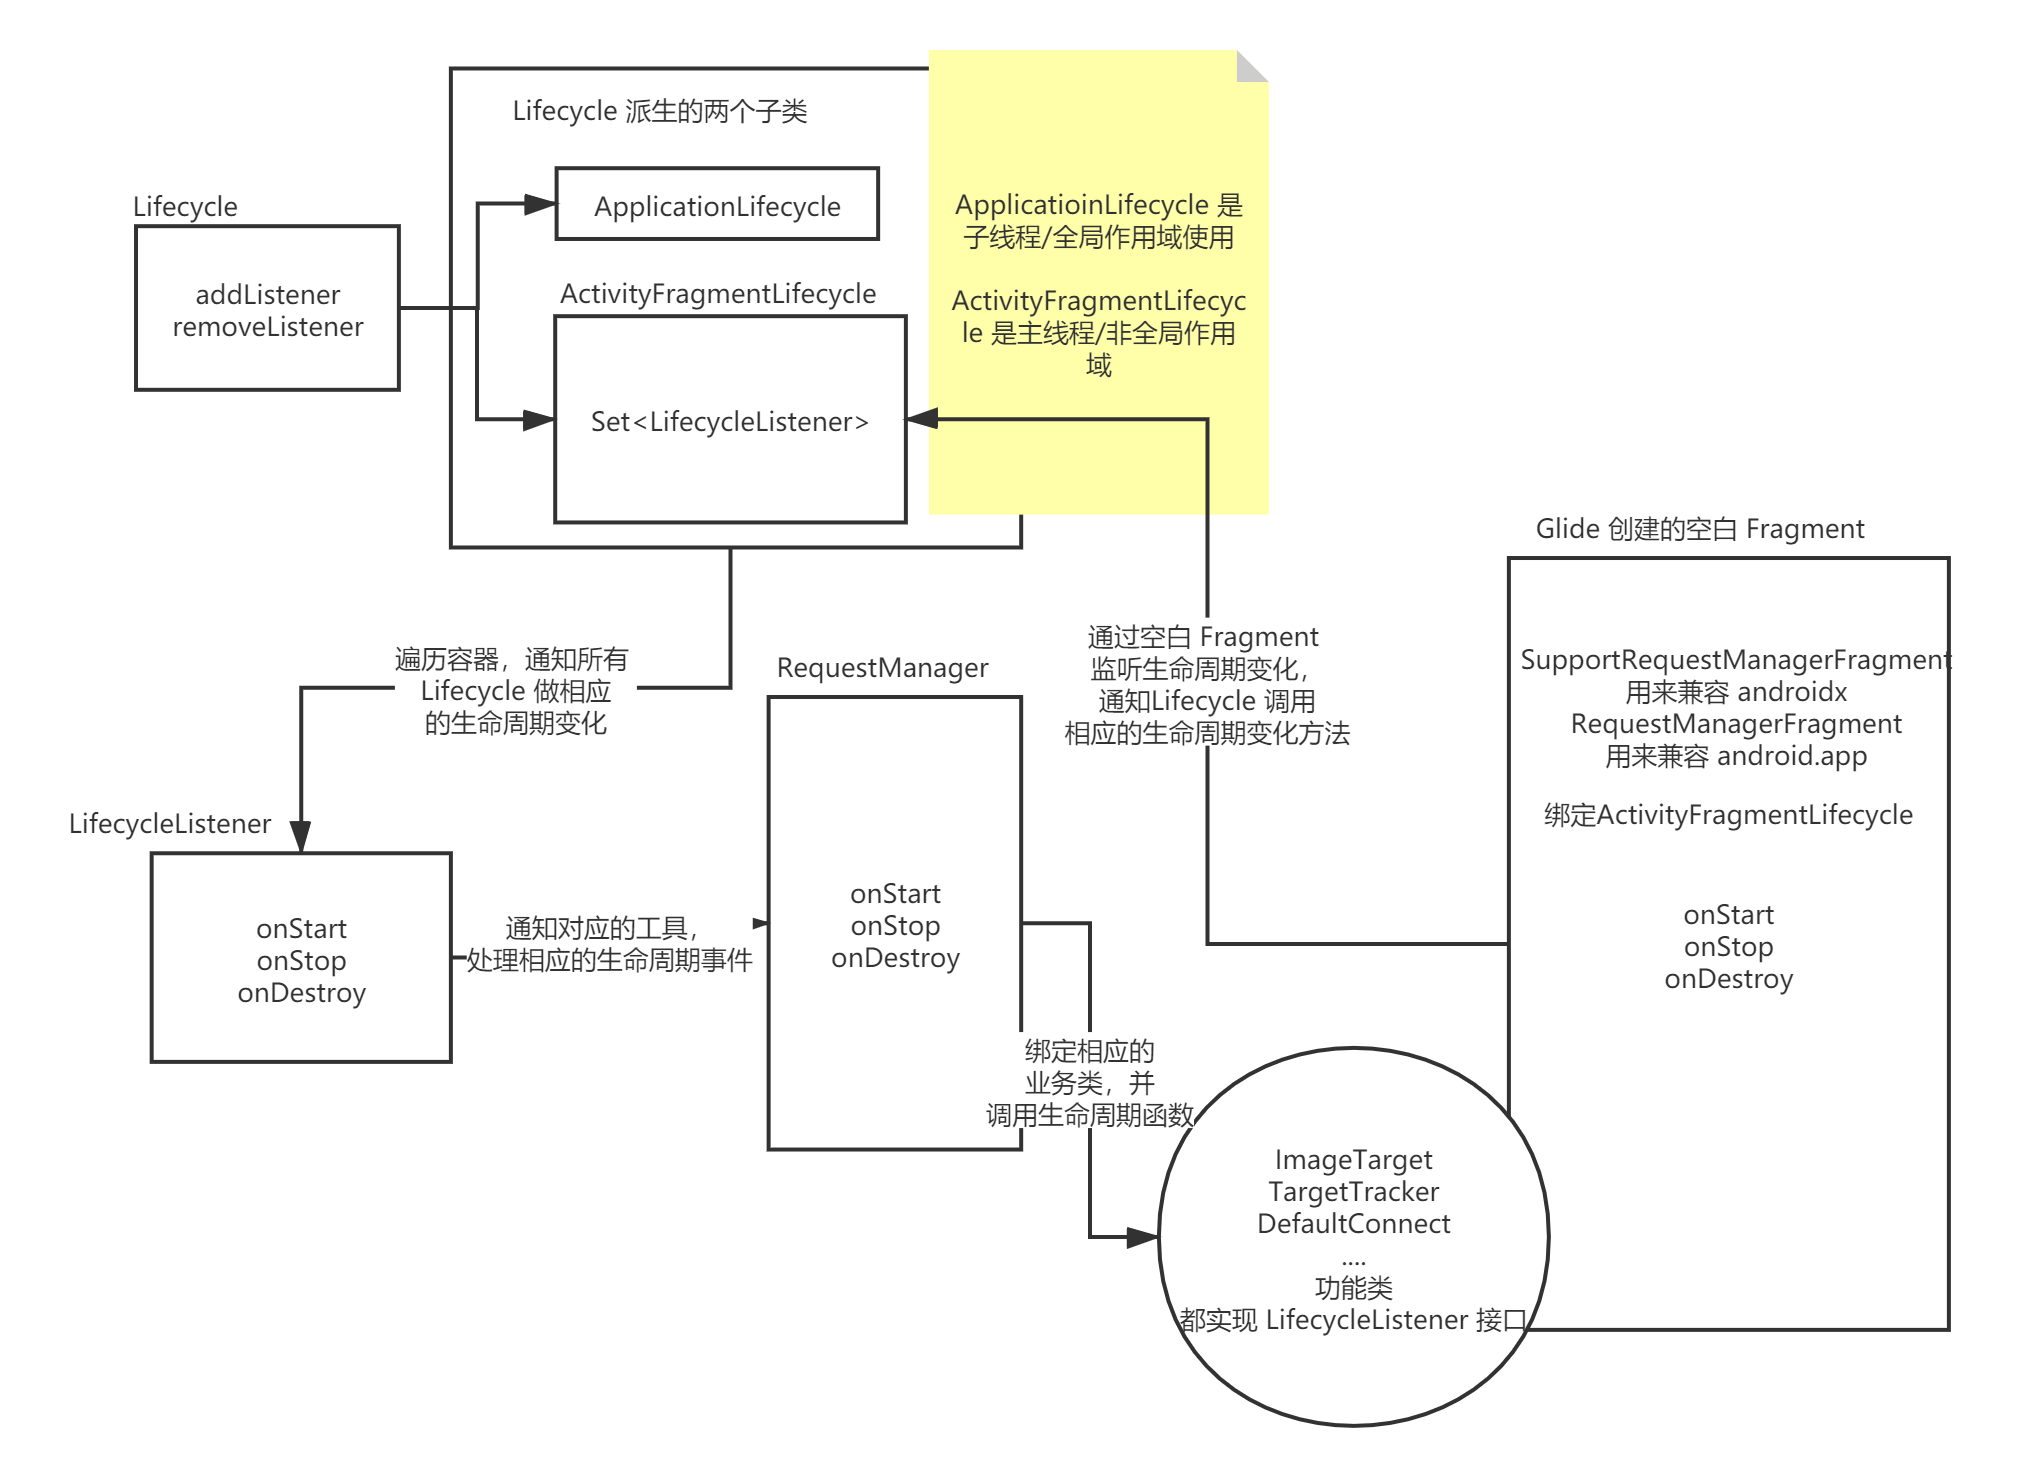 Lifecycle 派生的两个子类
ApplicationLifecycle
Lifecycle
addListener
removeListener
ActivityFragmentLifecycle
Set<LifecycleListener>
ApplicatioinLifecycle 是
子线程/全局作用域使用
ActivityFragmentLifecyc
le 是主线程/非全局作用
域
Glide 创建的空白 Fragment
SupportRequestManagerFragment
用来兼容 androidx
RequestManagerFragment
用来兼容 android.app
绑定ActivityFragmentLifecycle
onStart
onStop
onDestroy
通过空白 Fragment
监听生命周期变化，
通知Lifecycle 调用
相应的生命周期变化方法
遍历容器，通知所有
Lifecycle 做相应
的生命周期变化
LifecycleListener
onStart
onStop
onDestroy
通知对应的工具，
处理相应的生命周期事件
RequestManager
onStart
onStop
onDestroy
绑定相应的
业务类，并
调用生命周期函数
ImageTarget
TargetTracker
DefaultConnect
....
功能类
都实现 LifecycleListener 接口